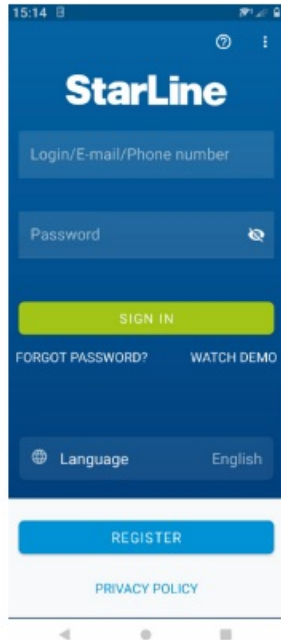 15:14
StarLine
Login/E-mail/Phone number
Password
SIGN IN
FORGOT PASSWORD? WATCH DEMO
Language English
REGISTER
PRIVACY POLICY